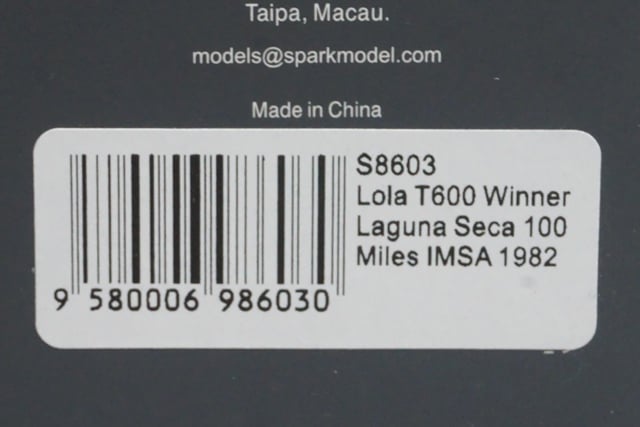 Taipa, Macau.
models@sparkmodel.com
Made in China
S8603
Lola T600 Winner
Laguna Seca 100
Miles IMSA 1982
9 580006 986030